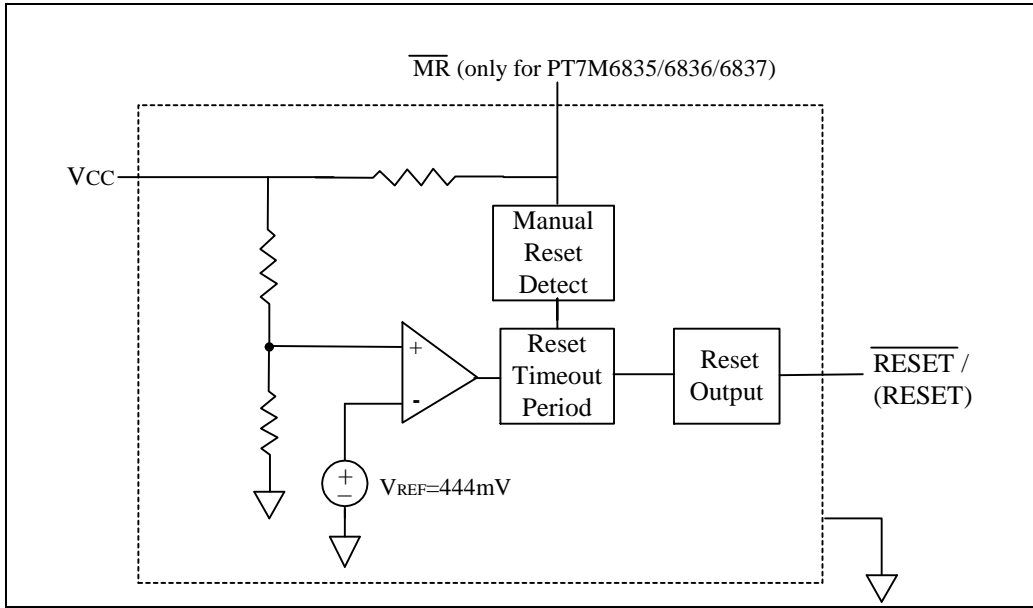 MR (only for PT7M6835/6836/6837)
VCC
Manual
Reset
Detect
+
-
Reset
Timeout
Period
Reset
Output
RESET /
(RESET)
+
–
VREF=444mV